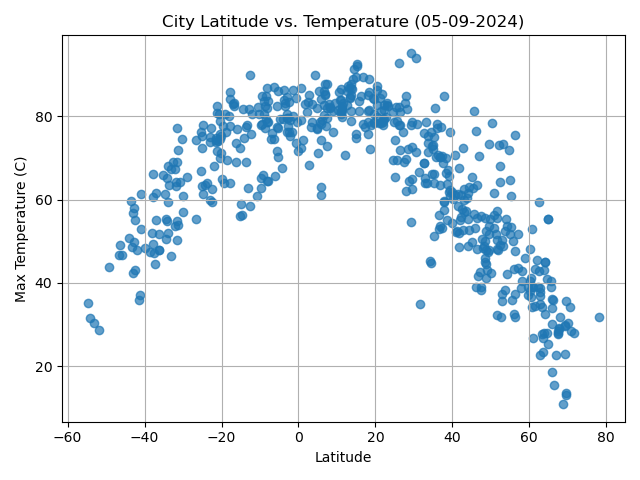 City Latitude vs. Temperature (05-09-2024)
Max Temperature (C)
80
60
40
20
−60 −40 −20 0 20 40 60 80
Latitude